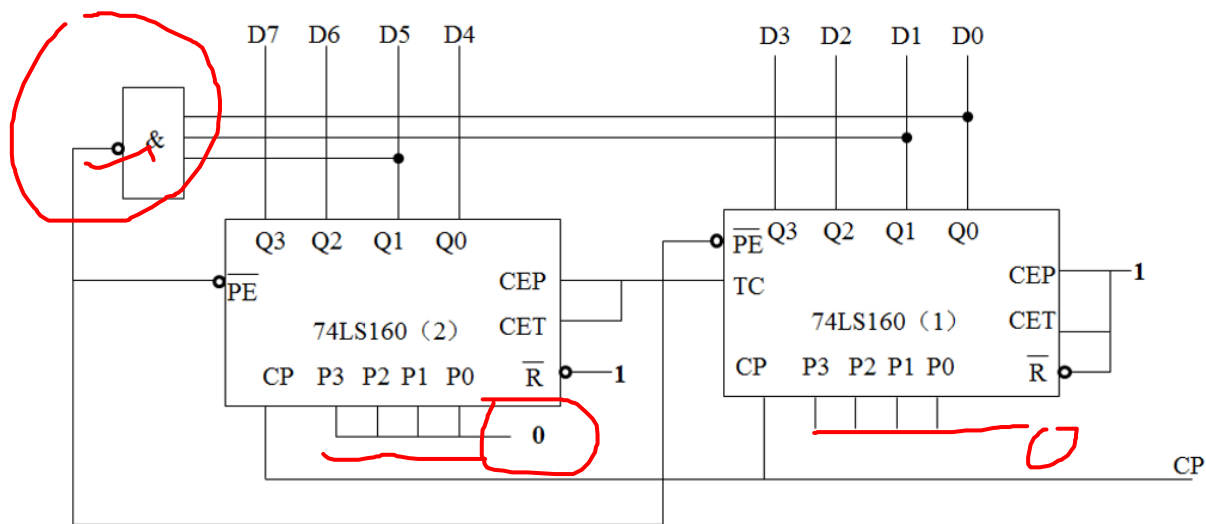 D7 D6 D5 D4 D3 D2 D1 D0
&
Q3 Q2 Q1 Q0 PE Q3 Q2 Q1 Q0
PE CEP TC CEP 1
74LS160（2） CET 74LS160（1） CET
CP P3 P2 P1 P0 R 1 CP P3 P2 P1 P0 R
0
CP